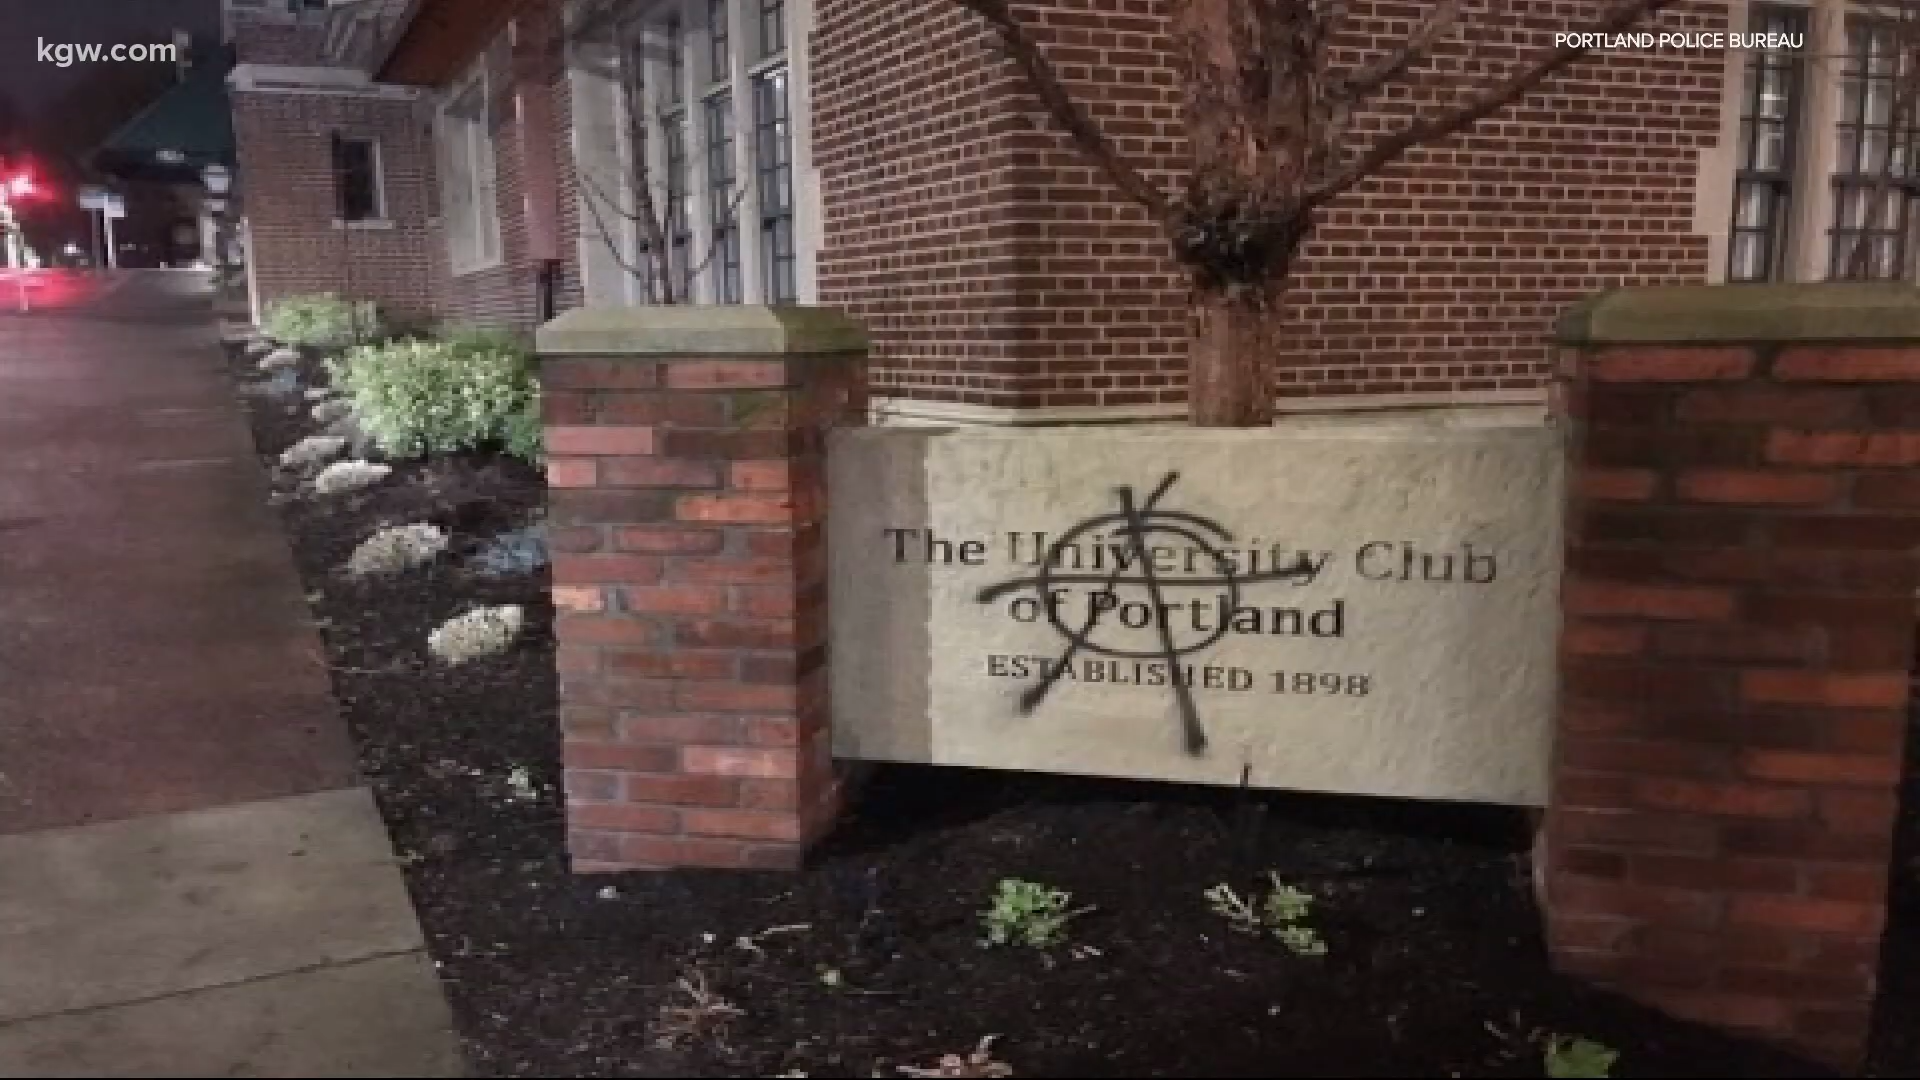 kgw.com
PORTLAND POLICE BUREAU
The University Club
of Portland
ESTABLISHED 1898